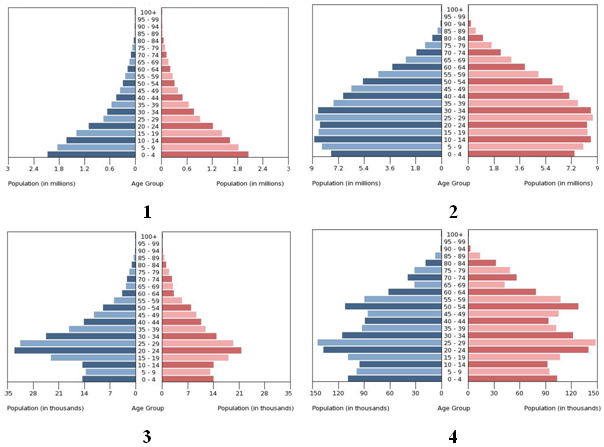 100+
95 - 99
90 - 94
85 - 89
80 - 84
75 - 79
70 - 74
65 - 69
60 - 64
55 - 59
50 - 54
45 - 49
40 - 44
35 - 39
30 - 34
25 - 29
20 - 24
15 - 19
10 - 14
5 - 9
0 - 4
3 2.4 1.8 1.2 0.6 0 0 0.6 1.2 1.8 2.4 3
Population (in millions) Age Group Population (in millions)
1
100+
95 - 99
90 - 94
85 - 89
80 - 84
75 - 79
70 - 74
65 - 69
60 - 64
55 - 59
50 - 54
45 - 49
40 - 44
35 - 39
30 - 34
25 - 29
20 - 24
15 - 19
10 - 14
5 - 9
0 - 4
9 7.2 5.4 3.6 1.8 0 0 1.8 3.6 5.4 7.2 9
Population (in millions) Age Group Population (in millions)
2
100+
95 - 99
90 - 94
85 - 89
80 - 84
75 - 79
70 - 74
65 - 69
60 - 64
55 - 59
50 - 54
45 - 49
40 - 44
35 - 39
30 - 34
25 - 29
20 - 24
15 - 19
10 - 14
5 - 9
0 - 4
35 28 21 14 7 0 0 7 14 21 28 35
Population (in thousands) Age Group Population (in thousands)
3
100+
95 - 99
90 - 94
85 - 89
80 - 84
75 - 79
70 - 74
65 - 69
60 - 64
55 - 59
50 - 54
45 - 49
40 - 44
35 - 39
30 - 34
25 - 29
20 - 24
15 - 19
10 - 14
5 - 9
0 - 4
150 120 90 60 30 0 0 30 60 90 120 150
Population (in thousands) Age Group Population (in thousands)
4